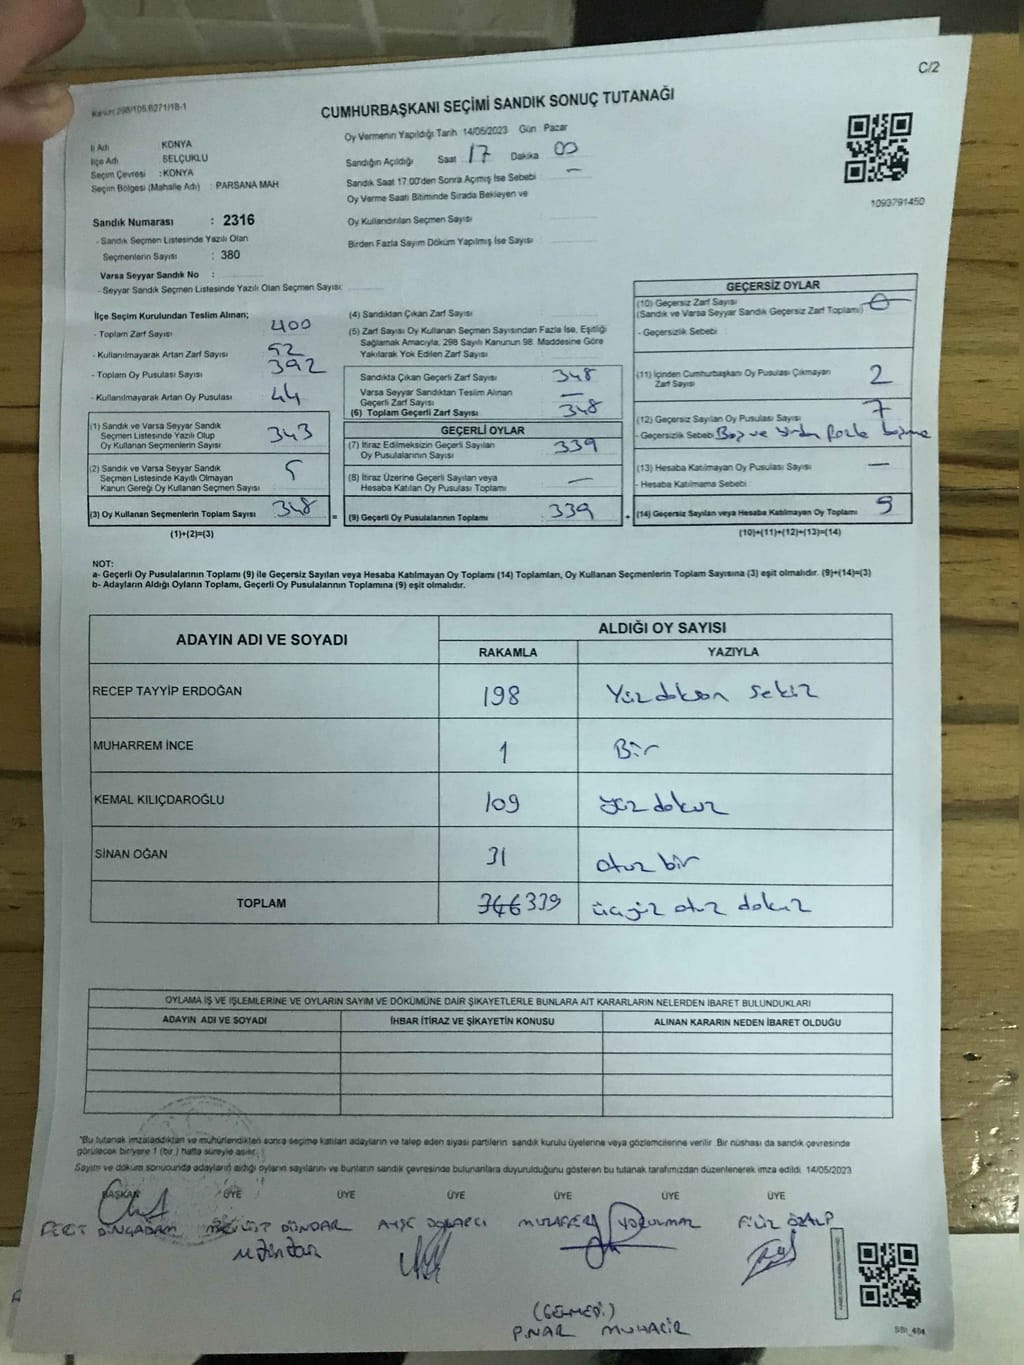 C/2
Kanun:298/105,6271/18-1
CUMHURBAŞKANI SEÇİMİ SANDIK SONUÇ TUTANAĞI
İl Adı KONYA
İlçe Adı SELÇUKLU
Seçim Çevresi : KONYA
Seçim Bölgesi (Mahalle Adı) : PARSANA MAH
Sandık Numarası : 2316
- Sandık Seçmen Listesinde Yazılı Olan
Seçmenlerin Sayısı : 380
Varsa Seyyar Sandık No :
- Seyyar Sandık Seçmen Listesinde Yazılı Olan Seçmen Sayısı:
Oy Vermenin Yapıldığı Tarih 14/05/2023 Gün Pazar
Sandığın Açıldığı Saat 17 Dakika 00
Sandık Saat 17.00'den Sonra Açılmış İse Sebebi —
Oy Verme Saati Bitiminde Sırada Bekleyen ve
Oy Kullandırılan Seçmen Sayısı
Birden Fazla Sayım Döküm Yapılmış İse Sayısı
1093791450
İlçe Seçim Kurulundan Teslim Alınan;
- Toplam Zarf Sayısı 400
- Kullanılmayarak Artan Zarf Sayısı 52
- Toplam Oy Pusulası Sayısı 392
- Kullanılmayarak Artan Oy Pusulası 44
(1) Sandık ve Varsa Seyyar Sandık
Seçmen Listesinde Yazılı Olup
Oy Kullanan Seçmenlerin Sayısı 343
(2) Sandık ve Varsa Seyyar Sandık
Seçmen Listesinde Kayıtlı Olmayan
Kanun Gereği Oy Kullanan Seçmen Sayısı 5
(3) Oy Kullanan Seçmenlerin Toplam Sayısı 348
(1)+(2)=(3)
(4) Sandıktan Çıkan Zarf Sayısı
(5) Zarf Sayısı Oy Kullanan Seçmen Sayısından Fazla İse, Eşitliği
Sağlamak Amacıyla; 298 Sayılı Kanunun 98. Maddesine Göre
Yakılarak Yok Edilen Zarf Sayısı
Sandıkta Çıkan Geçerli Zarf Sayısı 348
Varsa Seyyar Sandıktan Teslim Alınan
Geçerli Zarf Sayısı —
(6) Toplam Geçerli Zarf Sayısı 348
GEÇERLİ OYLAR
(7) İtiraz Edilmeksizin Geçerli Sayılan
Oy Pusulalarının Sayısı 339
(8) İtiraz Üzerine Geçerli Sayılan veya
Hesaba Katılan Oy Pusulası Toplamı —
= (9) Geçerli Oy Pusulalarının Toplamı 339 +
GEÇERSİZ OYLAR
(10) Geçersiz Zarf Sayısı
(Sandık ve Varsa Seyyar Sandık Geçersiz Zarf Toplamı) 0
- Geçersizlik Sebebi
(11) İçinden Cumhurbaşkanı Oy Pusulası Çıkmayan
Zarf Sayısı 2
(12) Geçersiz Sayılan Oy Pusulası Sayısı 7
- Geçersizlik Sebebi Boş ve birden fazla basma
(13) Hesaba Katılmayan Oy Pusulası Sayısı —
- Hesaba Katılmama Sebebi
(14) Geçersiz Sayılan veya Hesaba Katılmayan Oy Toplamı 9
(10)+(11)+(12)+(13)=(14)
NOT:
a- Geçerli Oy Pusulalarının Toplamı (9) ile Geçersiz Sayılan veya Hesaba Katılmayan Oy Toplamı (14) Toplamları, Oy Kullanan Seçmenlerin Toplam Sayısına (3) eşit olmalıdır. (9)+(14)=(3)
b- Adayların Aldığı Oyların Toplamı, Geçerli Oy Pusulalarının Toplamına (9) eşit olmalıdır.
ADAYIN ADI VE SOYADI ALDIĞI OY SAYISI
RAKAMLA YAZIYLA
RECEP TAYYİP ERDOĞAN 198 Yüz doksan sekiz
MUHARREM İNCE 1 Bir
KEMAL KILIÇDAROĞLU 109 yüz dokuz
SİNAN OĞAN 31 otuz bir
TOPLAM 346 339 üçyüz otuz dokuz
OYLAMA İŞ VE İŞLEMLERİNE VE OYLARIN SAYIM VE DÖKÜMÜNE DAİR ŞİKAYETLERLE BUNLARA AİT KARARLARIN NELERDEN İBARET BULUNDUKLARI
ADAYIN ADI VE SOYADI İHBAR İTİRAZ VE ŞİKAYETİN KONUSU ALINAN KARARIN NEDEN İBARET OLDUĞU
*Bu tutanak imzalandıktan ve mühürlendikten sonra seçime katılan adayların ve talep eden siyasi partilerin sandık kurulu üyelerine veya gözlemcilerine verilir. Bir nüshası da sandık çevresinde
görülecek biryere 1 (bir) hafta süreyle asılır.
Sayım ve döküm sonucunda adayların aldığı oyların sayılarını ve bunların sandık çevresinde bulunanlara duyurulduğunu gösteren bu tutanak tarafımızdan düzenlenerek imza edildi. 14/05/2023
BAŞKAN ÜYE ÜYE ÜYE ÜYE ÜYE ÜYE
DÜNDAR AYŞE MUZAFFER YORULMAZ FİLİZ ÖZALP
(GELMEDİ)
PINAR MUHACİR
SBI_484